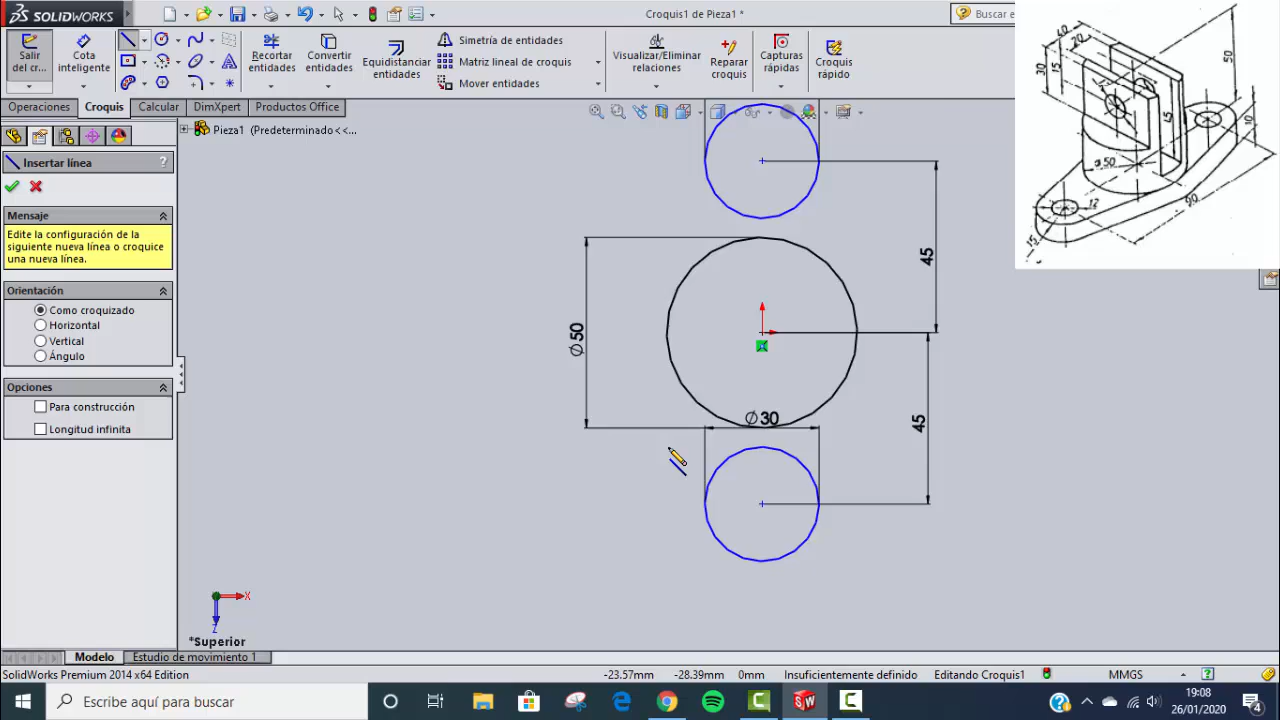 SOLIDWORKS
Croquis1 de Pieza1 *
Buscar e
Salir del cr...
Cota inteligente
Recortar entidades
Convertir entidades
Equidistanciar entidades
Simetría de entidades
Matriz lineal de croquis
Mover entidades
Visualizar/Eliminar relaciones
Reparar croquis
Capturas rápidas
Croquis rápido
Operaciones
Croquis
Calcular
DimXpert
Productos Office
Pieza1 (Predeterminado<<...
Insertar línea
?
Mensaje
Edite la configuración de la
siguiente nueva línea o croquice
una nueva línea.
Orientación
Como croquizado
Horizontal
Vertical
Ángulo
Opciones
Para construcción
Longitud infinita
45
∅50
∅30
45
40
20
30
15
50
45
10
⌀50
12
90
15
X
Z
*Superior
Modelo
Estudio de movimiento 1
SolidWorks Premium 2014 x64 Edition
-23.57mm
-28.39mm
0mm
Insuficientemente definido
Editando Croquis1
MMGS
Escribe aquí para buscar
19:08
26/01/2020
4